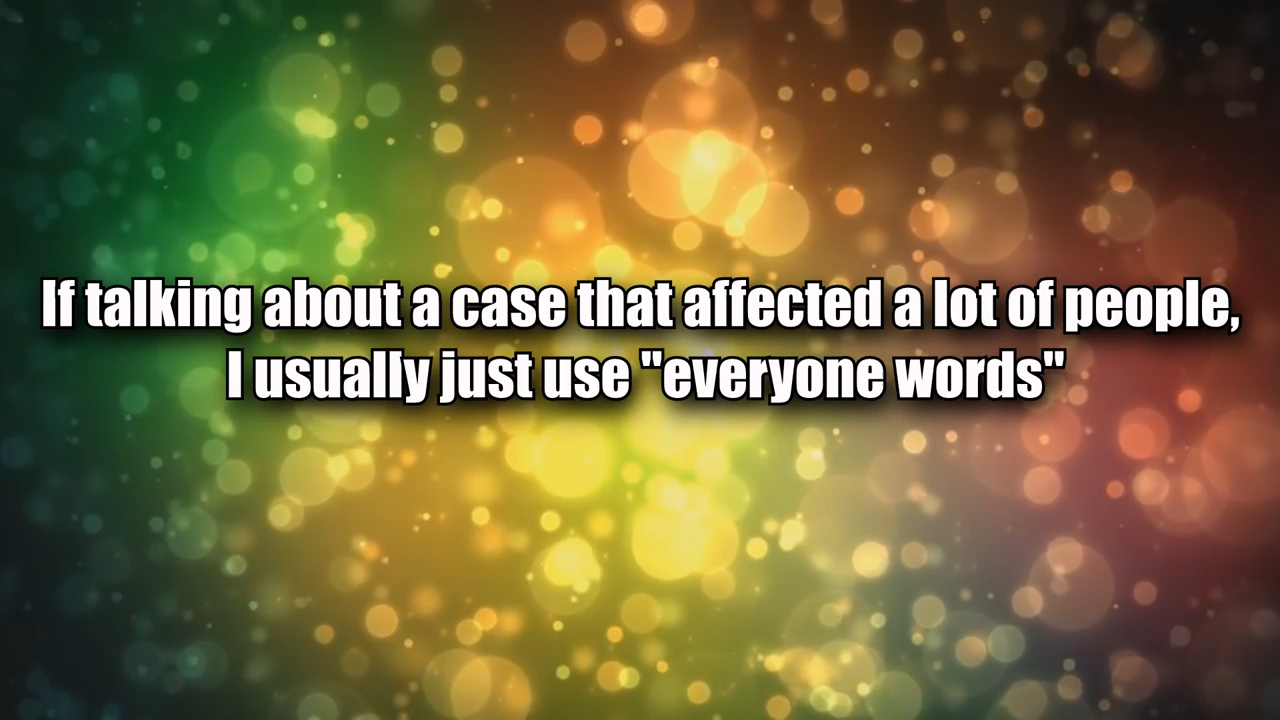 If talking about a case that affected a lot of people,
I usually just use "everyone words"